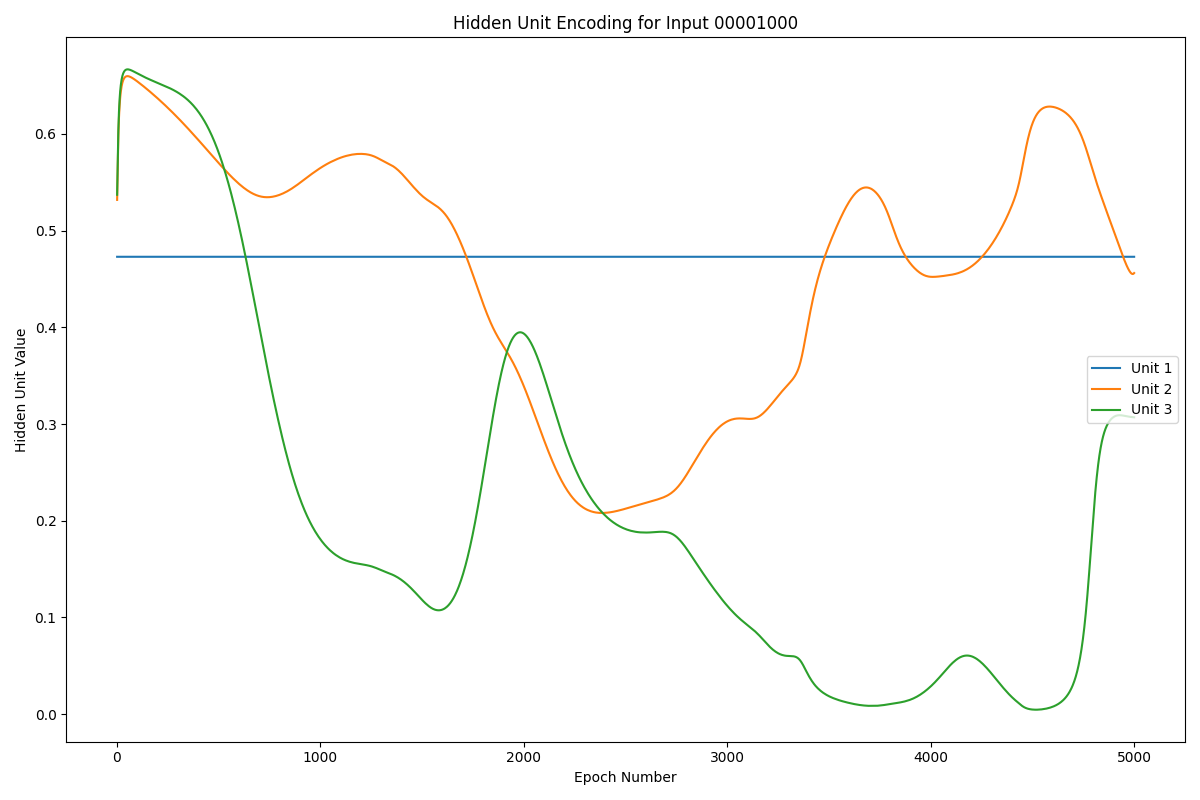 Hidden Unit Encoding for Input 00001000
Hidden Unit Value
0.6
0.5
0.4
0.3
0.2
0.1
0.0
Unit 1
Unit 2
Unit 3
0 1000 2000 3000 4000 5000
Epoch Number